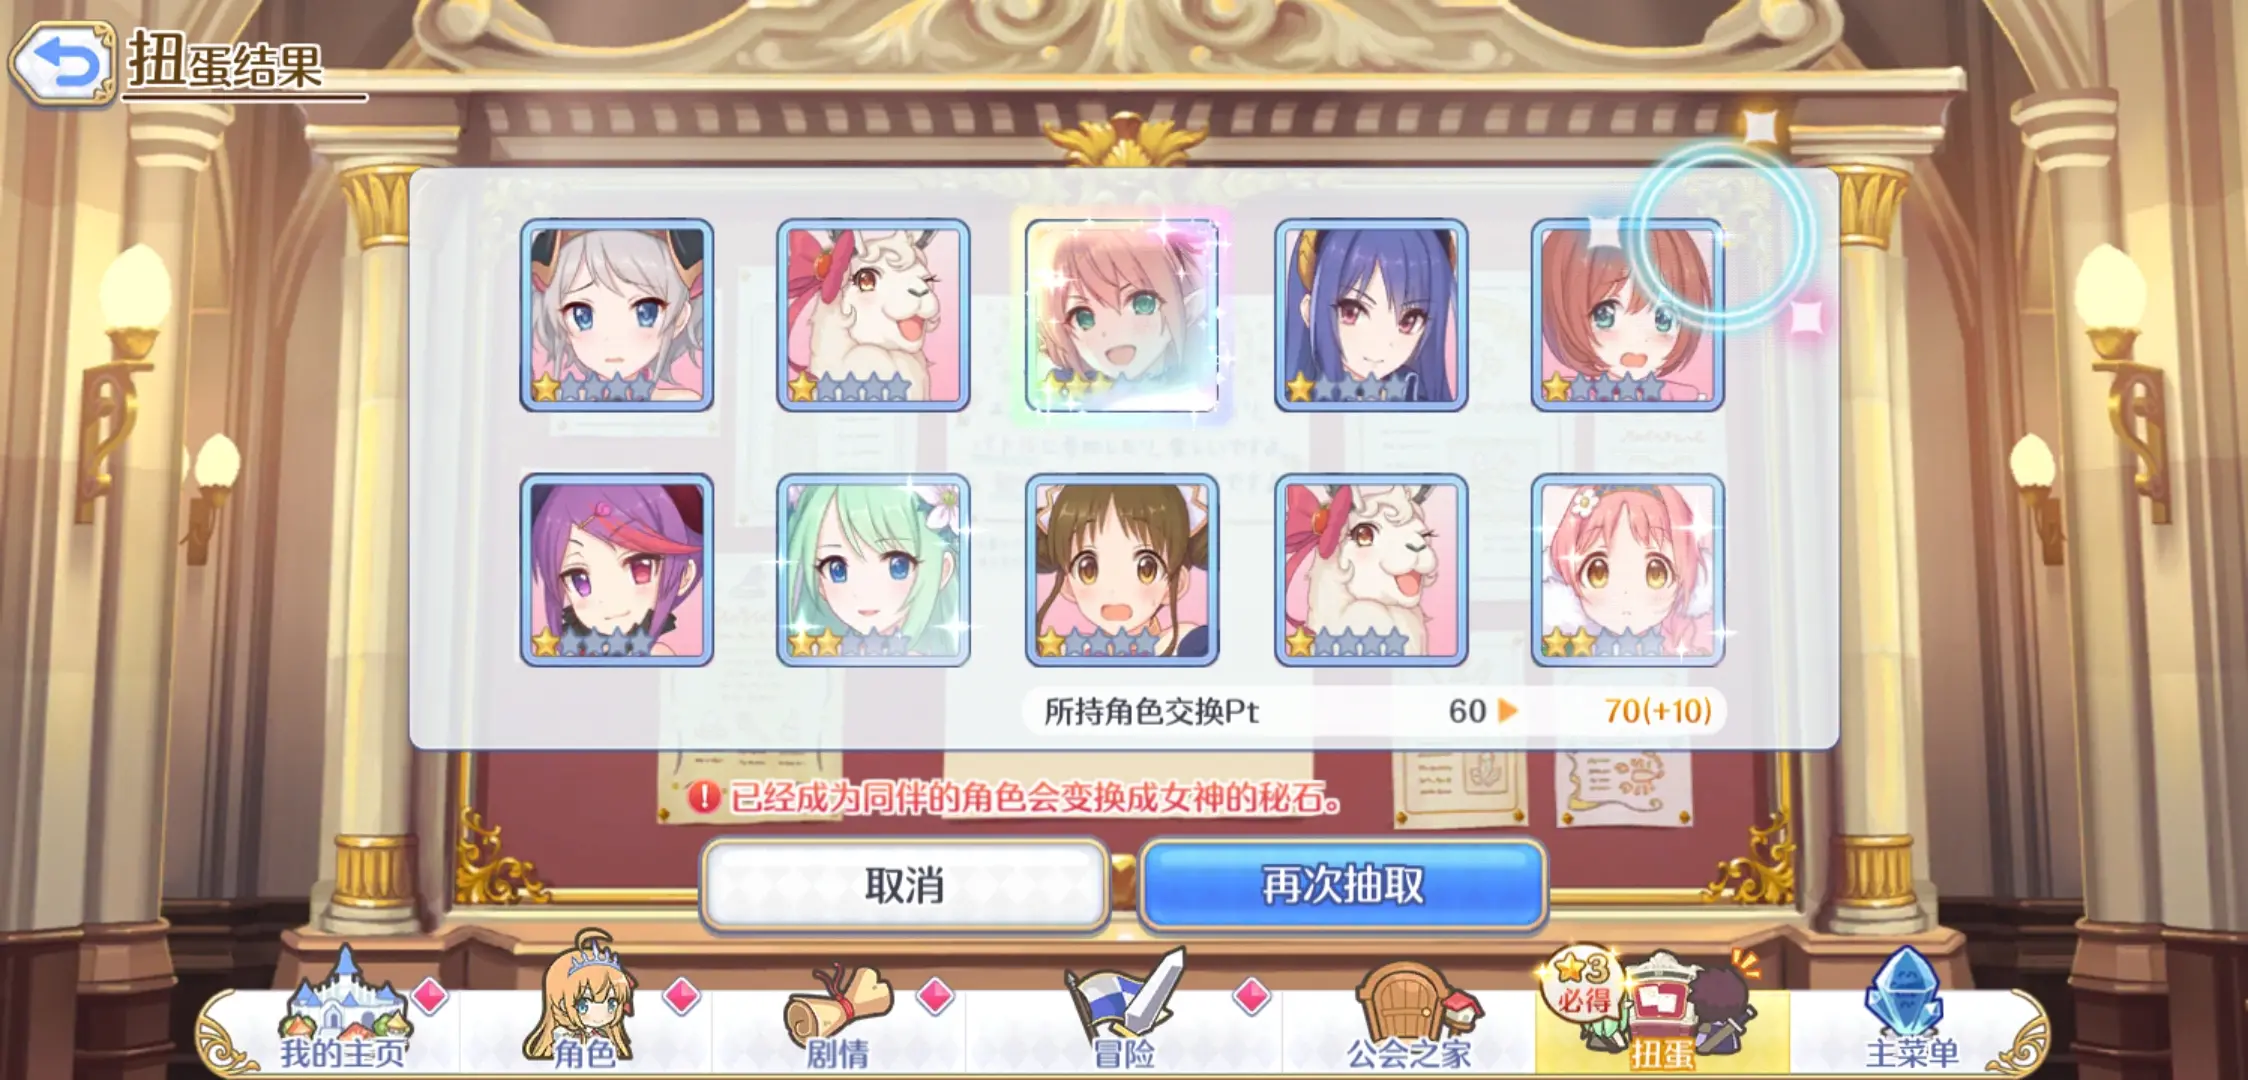 扭蛋结果
所持角色交换Pt 60 70(+10)
已经成为同伴的角色会变换成女神的秘石。
取消
再次抽取
3
必得
我的主页
角色
剧情
冒险
公会之家
扭蛋
主菜单